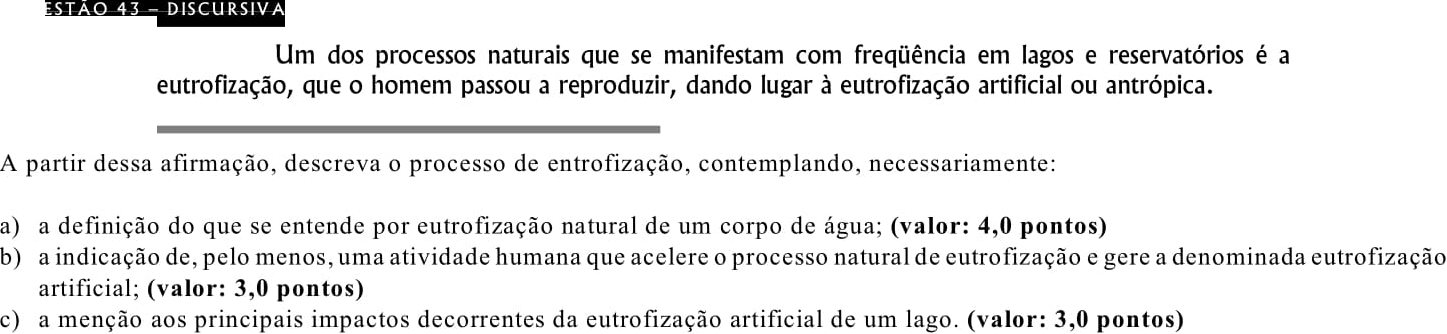 ESTÃO 43 – DISCURSIVA
Um dos processos naturais que se manifestam com freqüência em lagos e reservatórios é a
eutrofização, que o homem passou a reproduzir, dando lugar à eutrofização artificial ou antrópica.
A partir dessa afirmação, descreva o processo de entrofização, contemplando, necessariamente:
a) a definição do que se entende por eutrofização natural de um corpo de água; (valor: 4,0 pontos)
b) a indicação de, pelo menos, uma atividade humana que acelere o processo natural de eutrofização e gere a denominada eutrofização
artificial; (valor: 3,0 pontos)
c) a menção aos principais impactos decorrentes da eutrofização artificial de um lago. (valor: 3,0 pontos)